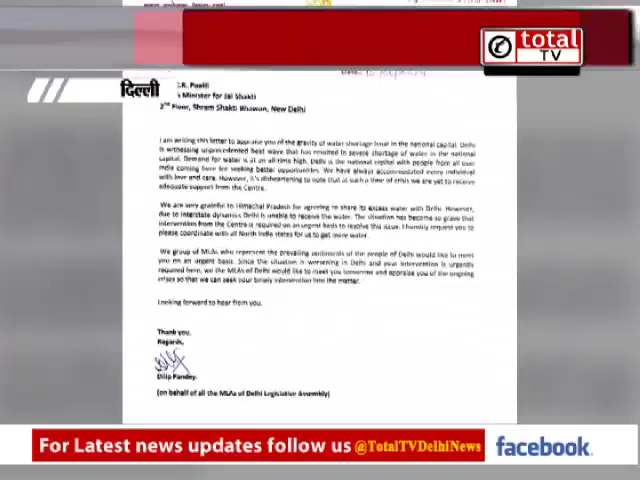 total
TV
दिल्ली
C.R. Paatil
Minister for Jal Shakti
2nd Floor, Shram Shakti Bhawan, New Delhi
I am writing this letter to appraise you of the gravity of water shortage issue in the national capital. Delhi
is witnessing unprecedented heat wave that has resulted in severe shortage of water in the national
capital. Demand for water is at an all-time high. Delhi is the national capital with people from all over
India coming here for seeking better opportunities. We have always accommodated every individual
with love and care. However, it's disheartening to note that at such a time of crisis we are yet to receive
adequate support from the Centre.
We are very grateful to Himachal Pradesh for agreeing to share its excess water with Delhi. However,
due to interstate dynamics Delhi is unable to receive the water. The situation has become so grave that
intervention from the Centre is required on an urgent basis to resolve this issue. I humbly request you to
please coordinate with all North India states for us to get more water.
We group of MLAs who represent the prevailing sentiments of the people of Delhi would like to meet
you on an urgent basis. Since the situation is worsening in Delhi and your intervention is urgently
required here, we the MLAs of Delhi would like to meet you tomorrow and appraise you of the ongoing
crises so that we can seek your timely intervention into the matter.
Looking forward to hear from you.
Thank you.
Regards,
Dilip Pandey
(on behalf of all the MLAs of Delhi Legislative Assembly)
For Latest news updates follow us @TotalTVDelhiNews facebook.